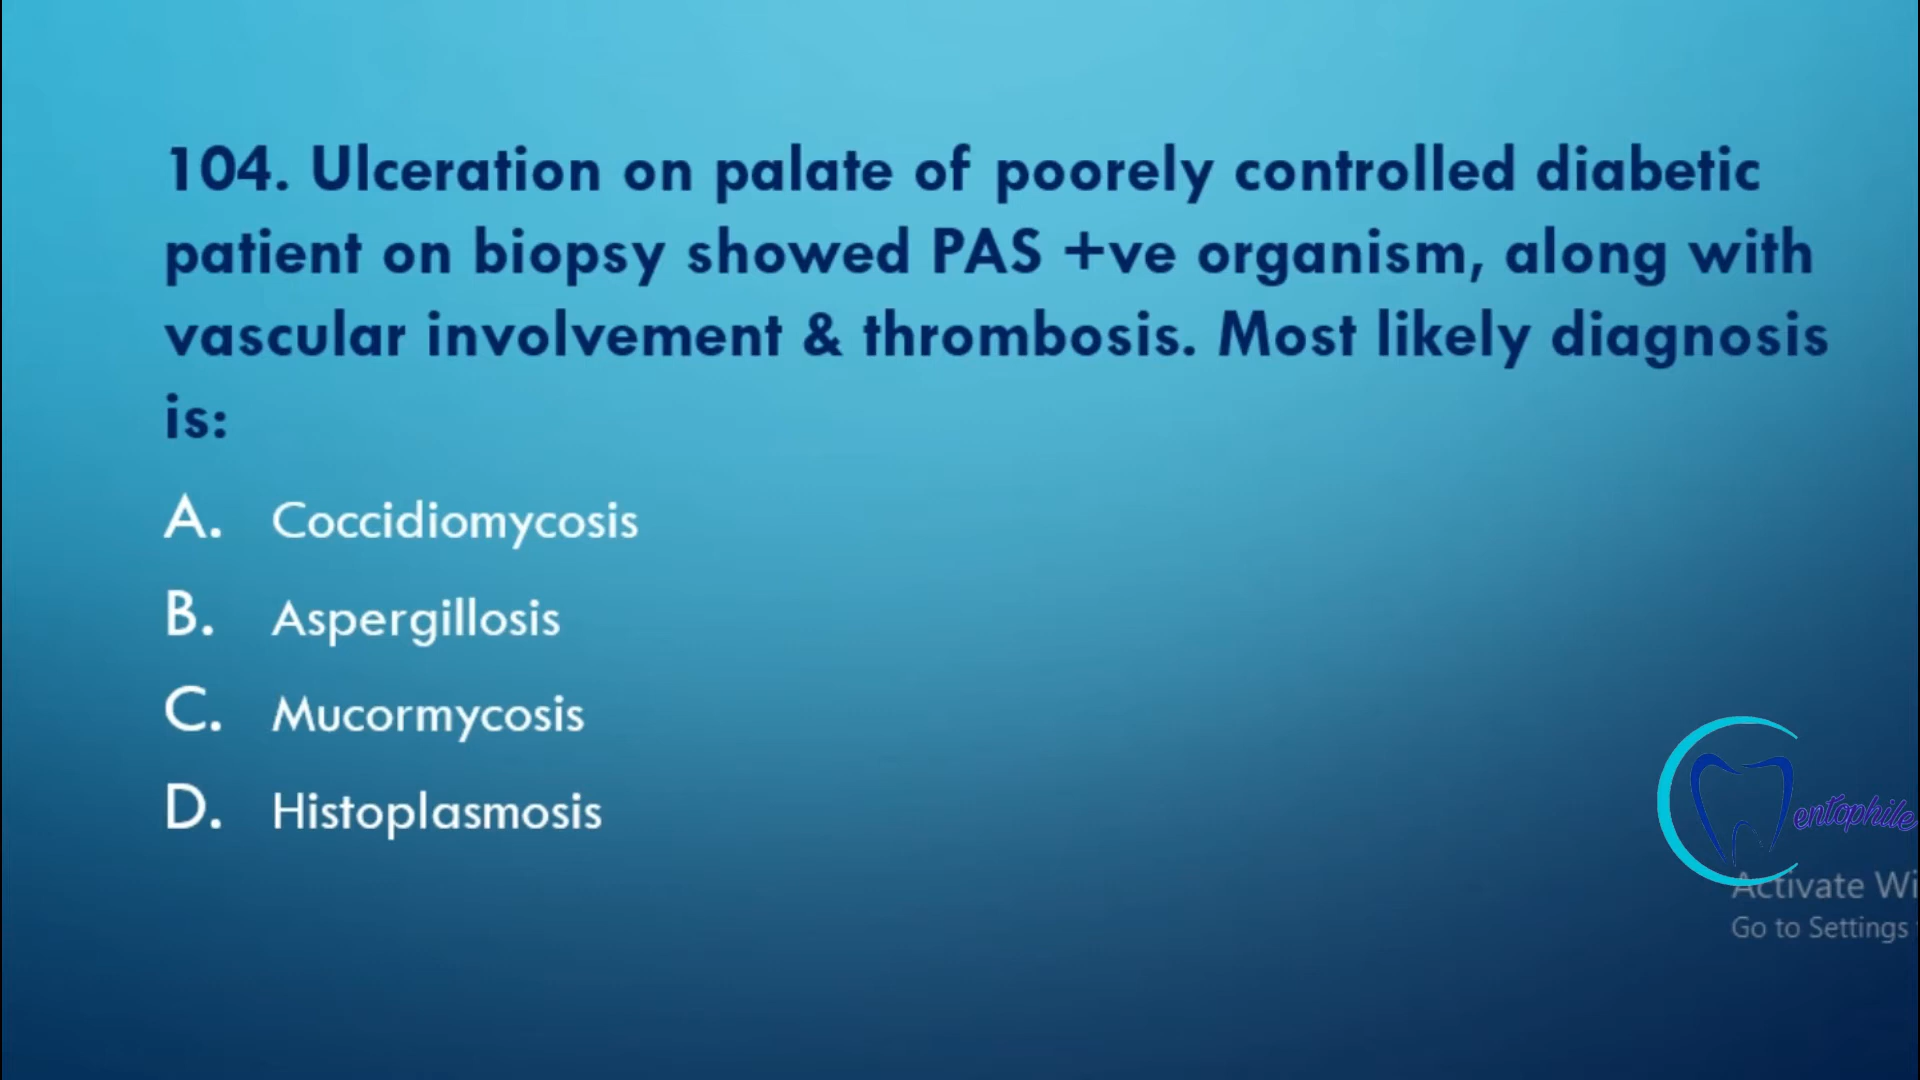 104. Ulceration on palate of poorely controlled diabetic
patient on biopsy showed PAS +ve organism, along with
vascular involvement & thrombosis. Most likely diagnosis
is:
A. Coccidiomycosis
B. Aspergillosis
C. Mucormycosis
D. Histoplasmosis
entophile
Activate Wi
Go to Settings